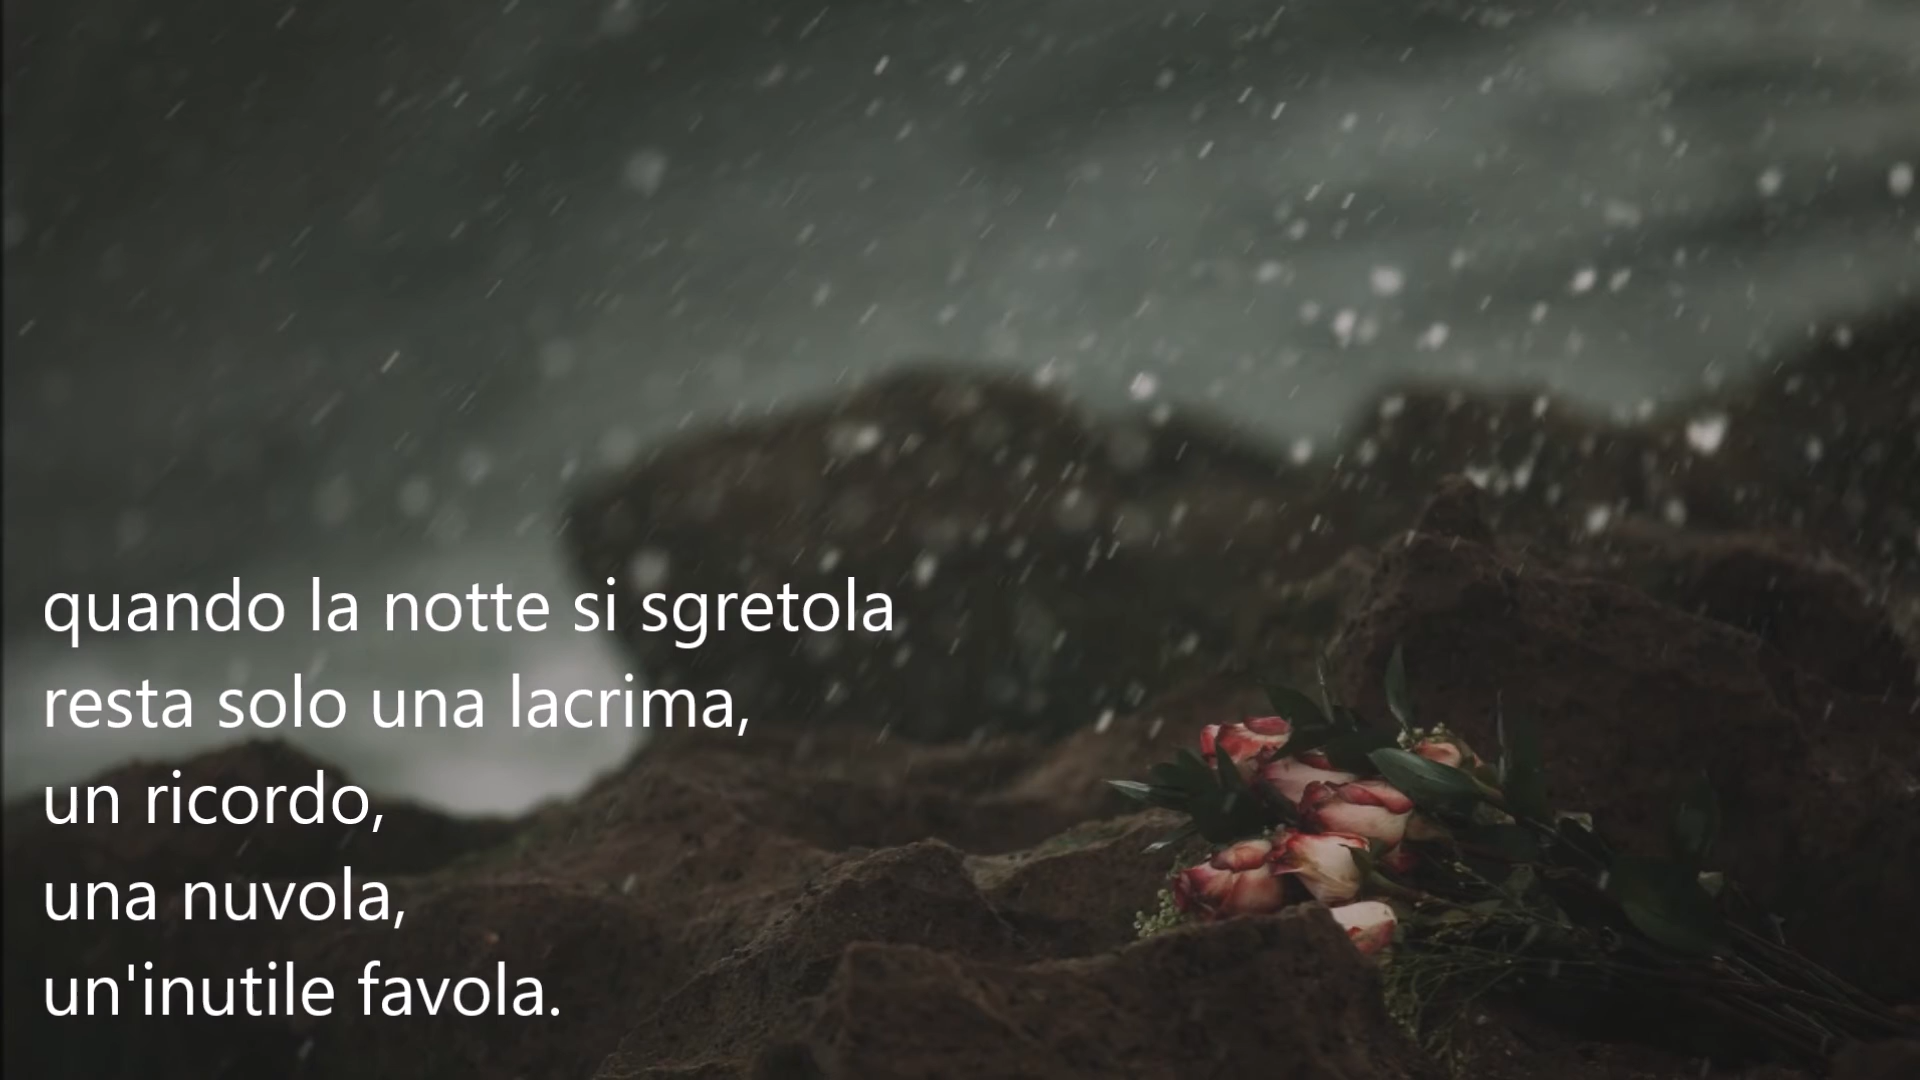 quando la notte si sgretola
resta solo una lacrima,
un ricordo,
una nuvola,
un'inutile favola.